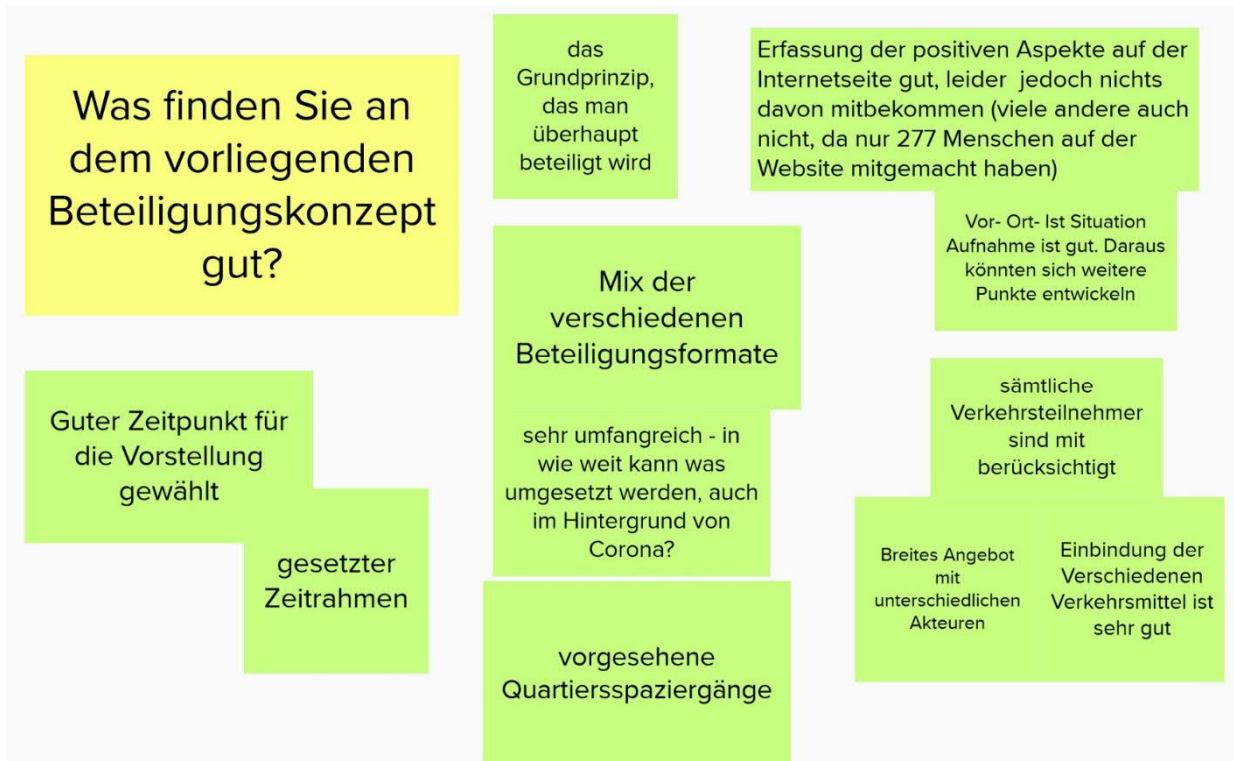 Was finden Sie an
dem vorliegenden
Beteiligungskonzept
gut?
das
Grundprinzip,
das man
überhaupt
beteiligt wird
Erfassung der positiven Aspekte auf der
Internetseite gut, leider  jedoch nichts
davon mitbekommen (viele andere auch
nicht, da nur 277 Menschen auf der
Website mitgemacht haben)
Vor- Ort- Ist Situation
Aufnahme ist gut. Daraus
könnten sich weitere
Punkte entwickeln
Mix der
verschiedenen
Beteiligungsformate
Guter Zeitpunkt für
die Vorstellung
gewählt
gesetzter
Zeitrahmen
sehr umfangreich - in
wie weit kann was
umgesetzt werden, auch
im Hintergrund von
Corona?
vorgesehene
Quartiersspaziergänge
sämtliche
Verkehrsteilnehmer
sind mit
berücksichtigt
Breites Angebot
mit
unterschiedlichen
Akteuren
Einbindung der
Verschiedenen
Verkehrsmittel ist
sehr gut